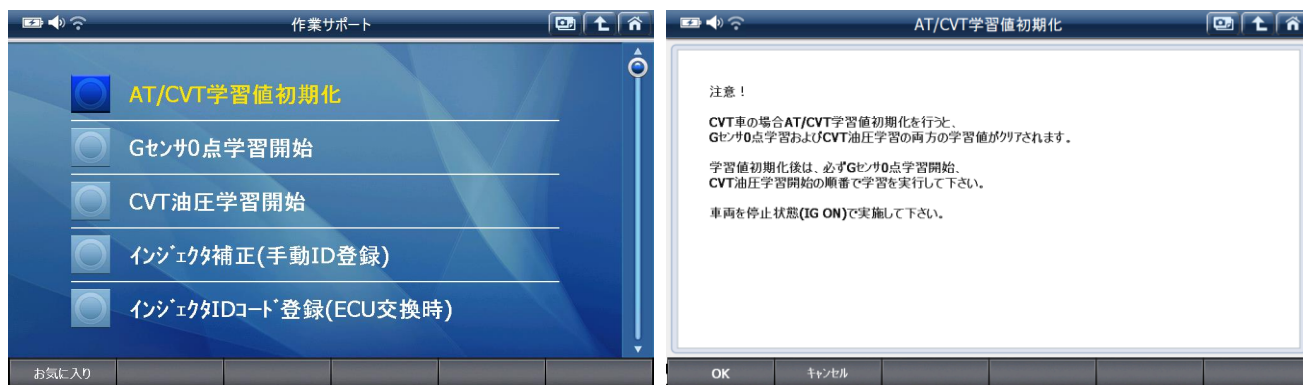 作業サポート
AT/CVT学習値初期化
Gセンサ0点学習開始
CVT油圧学習開始
インジェクタ補正(手動ID登録)
インジェクタIDコード登録(ECU交換時)
お気に入り
AT/CVT学習値初期化
注意！
CVT車の場合AT/CVT学習値初期化を行うと、
Gセンサ0点学習およびCVT油圧学習の両方の学習値がクリアされます。
学習値初期化後は、必ずGセンサ0点学習開始、
CVT油圧学習開始の順番で学習を実行して下さい。
車両を停止状態(IG ON)で実施して下さい。
OK
キャンセル